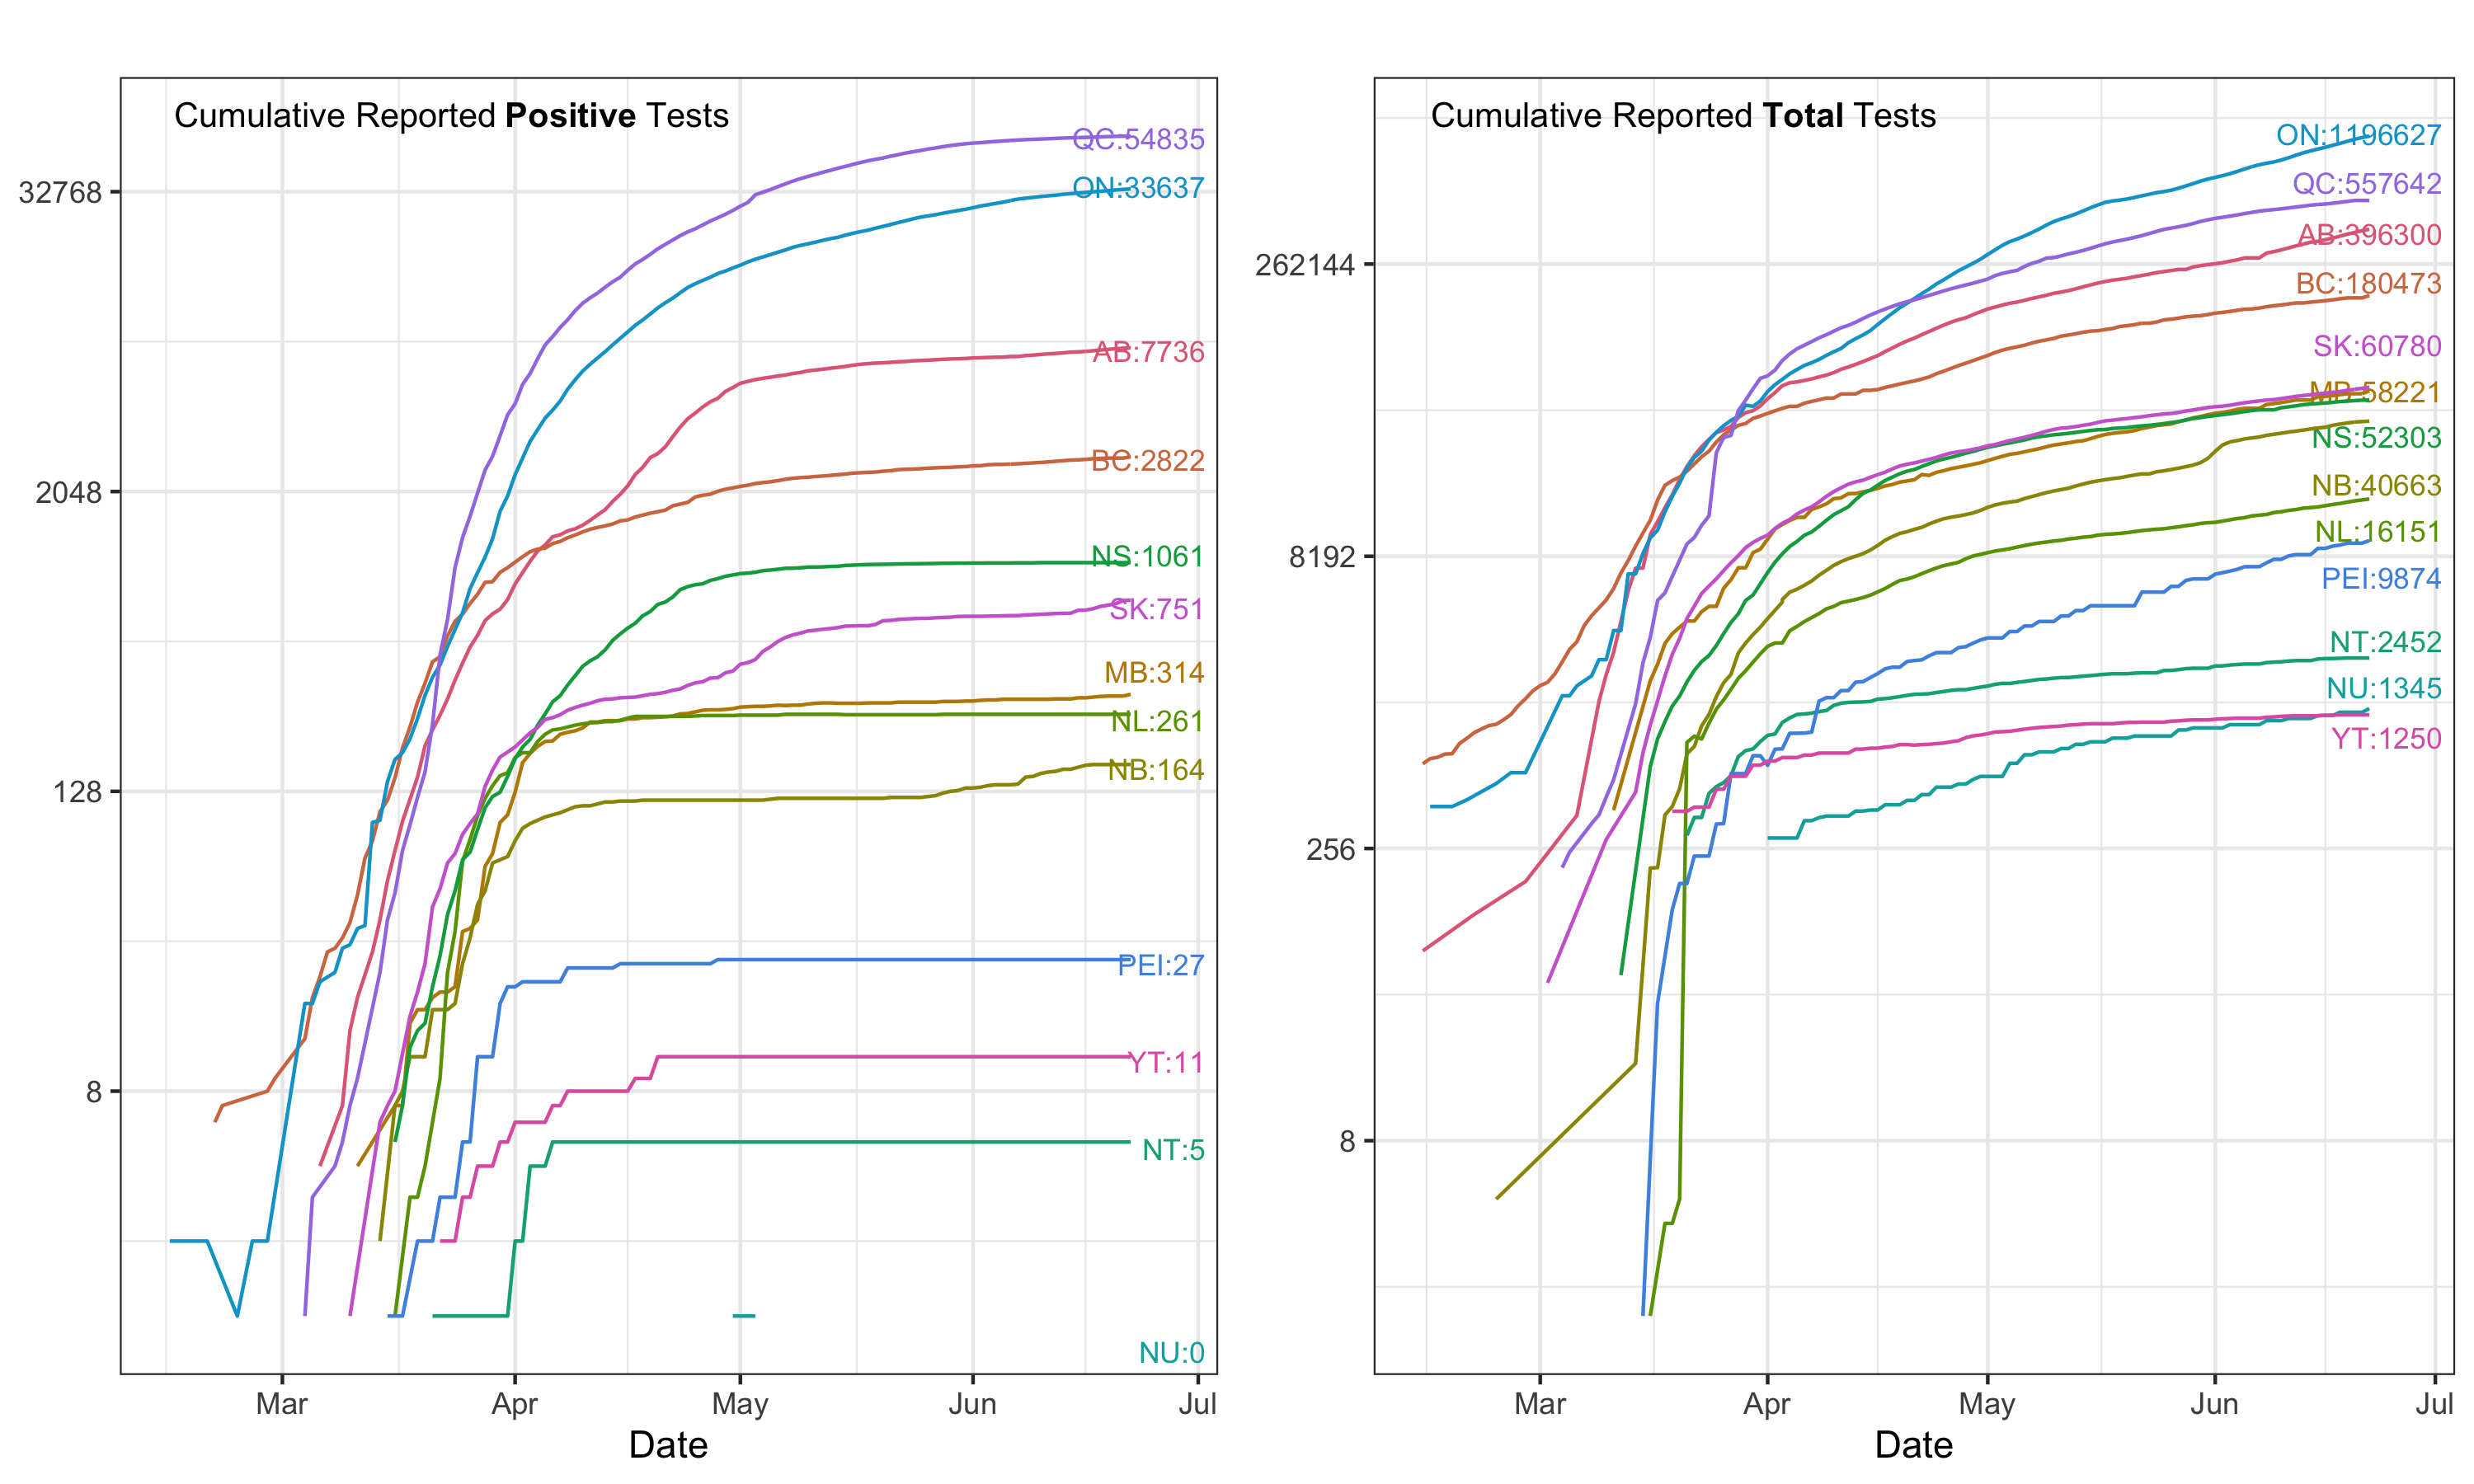 Cumulative Reported Positive Tests
QC:54835
ON:33637
AB:7736
BC:2822
NS:1061
SK:751
MB:314
NL:261
NB:164
PEI:27
YT:11
NT:5
NU:0
32768
2048
128
8
Mar Apr May Jun Jul
Date
Cumulative Reported Total Tests
ON:1196627
QC:557642
AB:396300
BC:180473
SK:60780
MB:58221
NS:52303
NB:40663
NL:16151
PEI:9874
NT:2452
NU:1345
YT:1250
262144
8192
256
8
Mar Apr May Jun Jul
Date